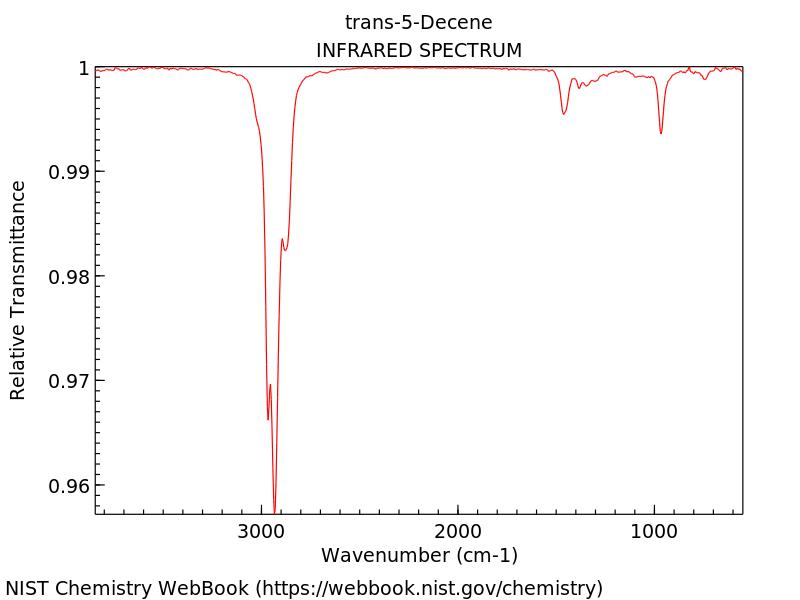 trans-5-Decene
INFRARED SPECTRUM
1
0.99
0.98
0.97
0.96
Relative Transmittance
3000 2000 1000
Wavenumber (cm-1)
NIST Chemistry WebBook (https://webbook.nist.gov/chemistry)